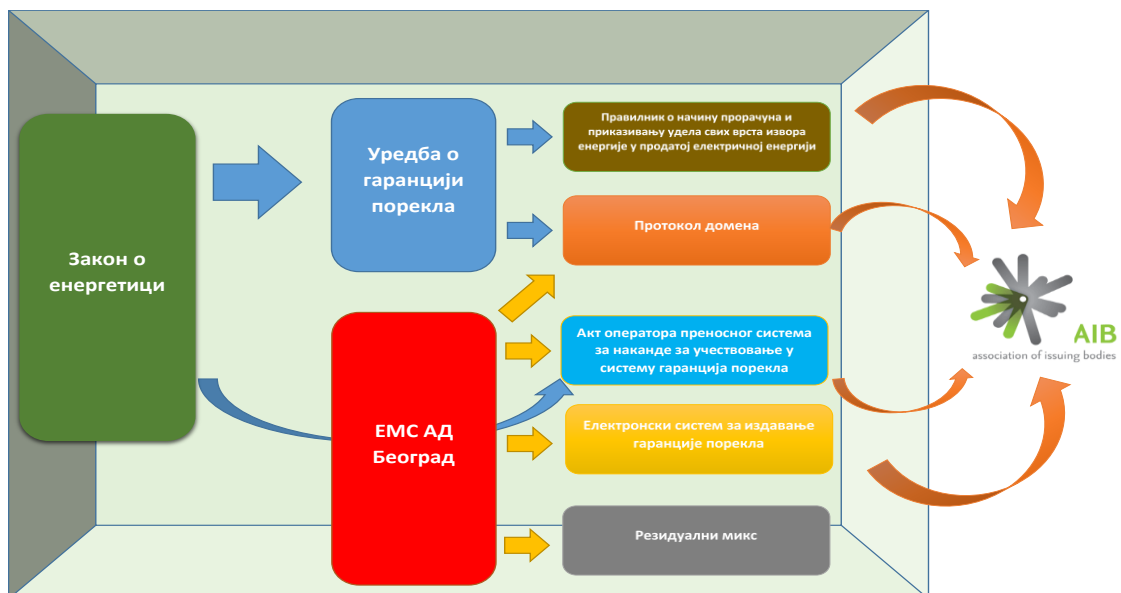 Закон о
енергетици
Уредба о
гаранцији
порекла
ЕМС АД
Београд
Правилник о начину прорачуна и
приказивању удела свих врста извора
енергије у продатој електричној енергији
Протокол домена
Акт оператора преносног система
за наканде за учествовање у
систему гаранција порекла
Електронски систем за издавање
гаранције порекла
Резидуални микс
AIB
association of issuing bodies